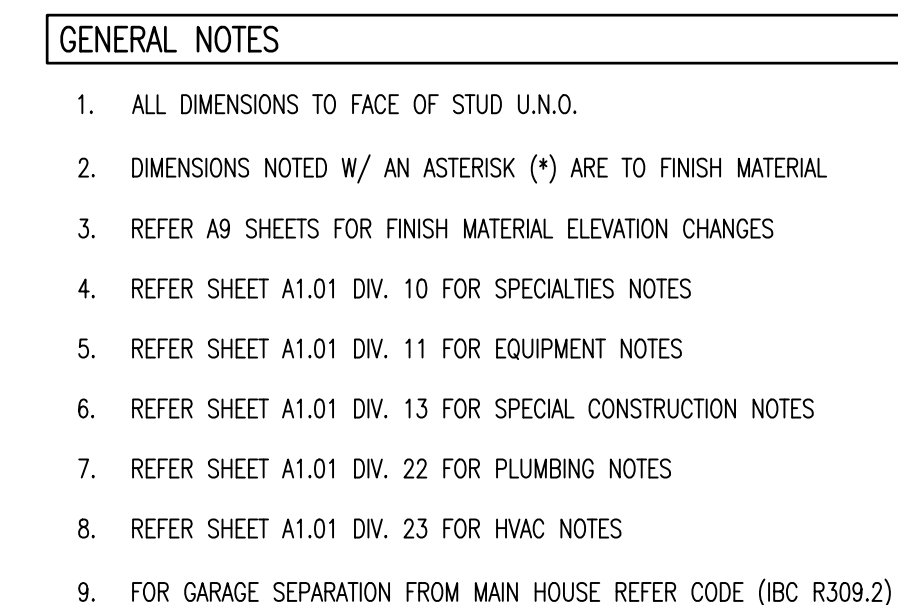 GENERAL NOTES
1. ALL DIMENSIONS TO FACE OF STUD U.N.O.
2. DIMENSIONS NOTED W/ AN ASTERISK (*) ARE TO FINISH MATERIAL
3. REFER A9 SHEETS FOR FINISH MATERIAL ELEVATION CHANGES
4. REFER SHEET A1.01 DIV. 10 FOR SPECIALTIES NOTES
5. REFER SHEET A1.01 DIV. 11 FOR EQUIPMENT NOTES
6. REFER SHEET A1.01 DIV. 13 FOR SPECIAL CONSTRUCTION NOTES
7. REFER SHEET A1.01 DIV. 22 FOR PLUMBING NOTES
8. REFER SHEET A1.01 DIV. 23 FOR HVAC NOTES
9. FOR GARAGE SEPARATION FROM MAIN HOUSE REFER CODE (IBC R309.2)